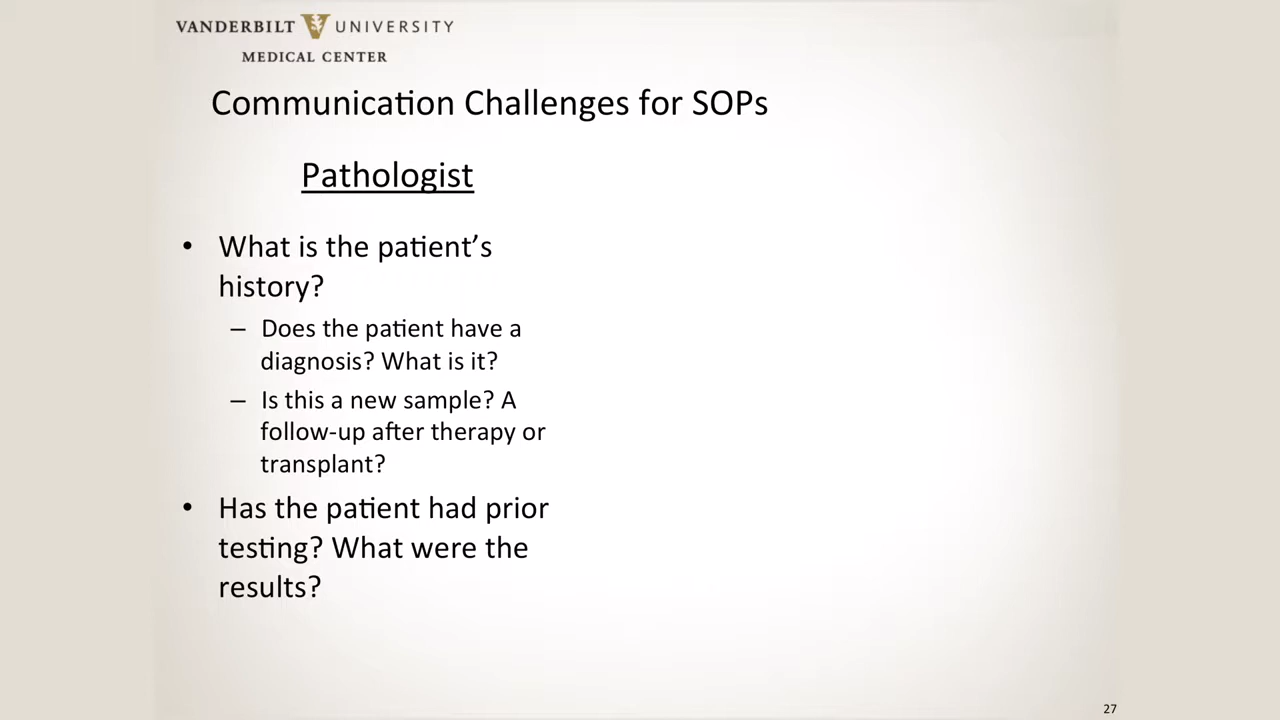 VANDERBILT UNIVERSITY
MEDICAL CENTER
Communication Challenges for SOPs
Pathologist
• What is the patient’s
history?
– Does the patient have a
diagnosis? What is it?
– Is this a new sample? A
follow-up after therapy or
transplant?
• Has the patient had prior
testing? What were the
results?
27